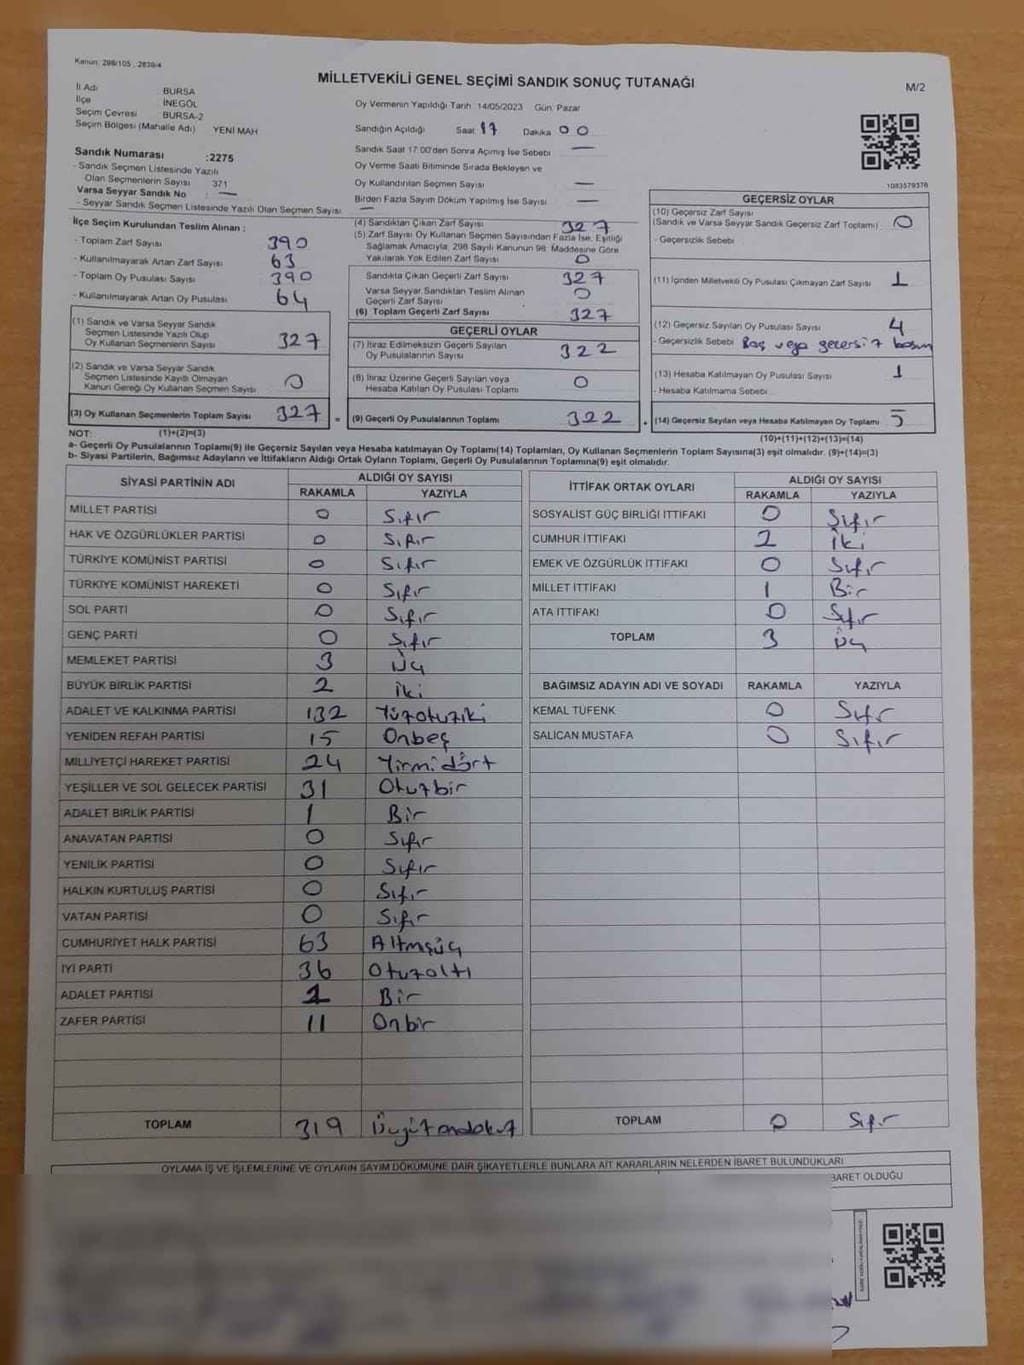 Kanun: 298/105 , 2839/4
MİLLETVEKİLİ GENEL SEÇİMİ SANDIK SONUÇ TUTANAĞI
M/2
İl Adı BURSA
İlçe İNEGÖL
Seçim Çevresi BURSA-2
Seçim Bölgesi (Mahalle Adı) YENİ MAH
Sandık Numarası :2275
- Sandık Seçmen Listesinde Yazılı
Olan Seçmenlerin Sayısı 371
Varsa Seyyar Sandık No —
- Seyyar Sandık Seçmen Listesinde Yazılı Olan Seçmen Sayısı —
Oy Vermenin Yapıldığı Tarih: 14/05/2023 Gün: Pazar
Sandığın Açıldığı Saat 17 Dakika 00
Sandık Saat 17:00'den Sonra Açımış İse Sebebi —
Oy Verme Saati Bitiminde Sırada Bekleyen ve
Oy Kullandırılan Seçmen Sayısı —
Birden Fazla Sayım Döküm Yapılmış İse Sayısı —
1083579376
İlçe Seçim Kurulundan Teslim Alınan :
- Toplam Zarf Sayısı 390
- Kullanılmayarak Artan Zarf Sayısı 63
- Toplam Oy Pusulası Sayısı 390
- Kullanılmayarak Artan Oy Pusulası 64
(1) Sandık ve Varsa Seyyar Sandık
Seçmen Listesinde Yazılı Olup
Oy Kullanan Seçmenlerin Sayısı 327
(2) Sandık ve Varsa Seyyar Sandık
Seçmen Listesinde Kayıtlı Olmayan
Kanun Gereği Oy Kullanan Seçmen Sayısı 0
(3) Oy Kullanan Seçmenlerin Toplam Sayısı 327 =
(4) Sandıktan Çıkan Zarf Sayısı 327
(5) Zarf Sayısı Oy Kullanan Seçmen Sayısından Fazla İse, Eşitliği
Sağlamak Amacıyla, 298 Sayılı Kanunun 98. Maddesine Göre
Yakılarak Yok Edilen Zarf Sayısı 0
Sandıkta Çıkan Geçerli Zarf Sayısı 327
Varsa Seyyar Sandıktan Teslim Alınan
Geçerli Zarf Sayısı 0
(6) Toplam Geçerli Zarf Sayısı 327
GEÇERLİ OYLAR
(7) İtiraz Edilmeksizin Geçerli Sayılan
Oy Pusulalarının Sayısı 322
(8) İtiraz Üzerine Geçerli Sayılan veya
Hesaba Katılan Oy Pusulası Toplamı 0
(9) Geçerli Oy Pusulalarının Toplamı 322
GEÇERSİZ OYLAR
(10) Geçersiz Zarf Sayısı
(Sandık ve Varsa Seyyar Sandık Geçersiz Zarf Toplamı) 0
- Geçersizlik Sebebi
(11) İçinden Milletvekili Oy Pusulası Çıkmayan Zarf Sayısı 1
(12) Geçersiz Sayılan Oy Pusulası Sayısı 4
- Geçersizlik Sebebi Boş veya geçersiz basım
(13) Hesaba Katılmayan Oy Pusulası Sayısı 1
- Hesaba Katılmama Sebebi
(14) Geçersiz Sayılan veya Hesaba Katılmayan Oy Toplamı 5
NOT: (1)+(2)=(3) (10)+(11)+(12)+(13)=(14)
a- Geçerli Oy Pusulalarının Toplamı(9) ile Geçersiz Sayılan veya Hesaba katılmayan Oy Toplamı(14) Toplamları, Oy Kullanan Seçmenlerin Toplam Sayısına(3) eşit olmalıdır. (9)+(14)=(3)
b- Siyasi Partilerin, Bağımsız Adayların ve İttifakların Aldığı Ortak Oyların Toplamı, Geçerli Oy Pusulalarının Toplamına(9) eşit olmalıdır.
SİYASİ PARTİNİN ADI ALDIĞI OY SAYISI
RAKAMLA YAZIYLA
MİLLET PARTİSİ 0 Sıfır
HAK VE ÖZGÜRLÜKLER PARTİSİ 0 Sıfır
TÜRKİYE KOMÜNİST PARTİSİ 0 Sıfır
TÜRKİYE KOMÜNİST HAREKETİ 0 Sıfır
SOL PARTİ 0 Sıfır
GENÇ PARTİ 0 Sıfır
MEMLEKET PARTİSİ 3 Üç
BÜYÜK BİRLİK PARTİSİ 2 İki
ADALET VE KALKINMA PARTİSİ 132 Yüzotuziki
YENİDEN REFAH PARTİSİ 15 Onbeş
MİLLİYETÇİ HAREKET PARTİSİ 24 Yirmidört
YEŞİLLER VE SOL GELECEK PARTİSİ 31 Otuzbir
ADALET BİRLİK PARTİSİ 1 Bir
ANAVATAN PARTİSİ 0 Sıfır
YENİLİK PARTİSİ 0 Sıfır
HALKIN KURTULUŞ PARTİSİ 0 Sıfır
VATAN PARTİSİ 0 Sıfır
CUMHURİYET HALK PARTİSİ 63 Altmışüç
İYİ PARTİ 36 Otuzaltı
ADALET PARTİSİ 1 Bir
ZAFER PARTİSİ 11 Onbir
TOPLAM 319 Üçyüzondokuz
İTTİFAK ORTAK OYLARI ALDIĞI OY SAYISI
RAKAMLA YAZIYLA
SOSYALİST GÜÇ BİRLİĞİ İTTİFAKI 0 Sıfır
CUMHUR İTTİFAKI 2 İki
EMEK VE ÖZGÜRLÜK İTTİFAKI 0 Sıfır
MİLLET İTTİFAKI 1 Bir
ATA İTTİFAKI 0 Sıfır
TOPLAM 3 Üç
BAĞIMSIZ ADAYIN ADI VE SOYADI RAKAMLA YAZIYLA
KEMAL TÜFENK 0 Sıfır
SALİCAN MUSTAFA 0 Sıfır
TOPLAM 0 Sıfır
OYLAMA İŞ VE İŞLEMLERİNE VE OYLARIN SAYIM DÖKÜMÜNE DAİR ŞİKAYETLERLE BUNLARA AİT KARARLARIN NELERDEN İBARET BULUNDUKLARI
BARET OLDUĞU